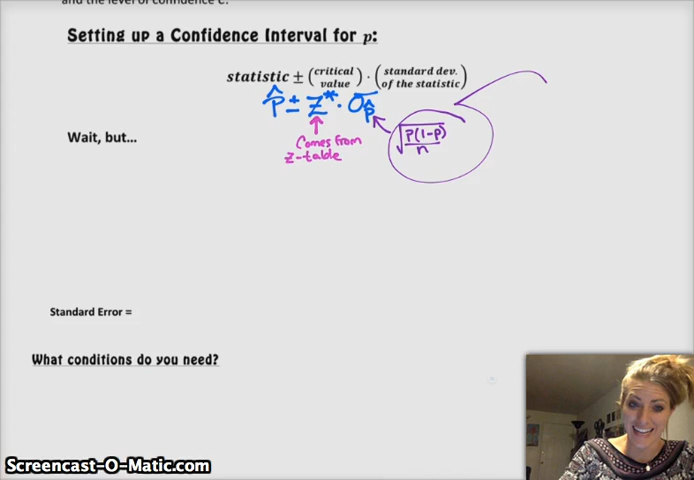 and the level of confidence C.
Setting up a Confidence Interval for p:
statistic ± (critical value) · (standard dev. of the statistic)
p̂ ± z* · σp̂
√p(1-p)/n
Wait, but...
Comes from
z-table
Standard Error =
What conditions do you need?
Screencast-O-Matic.com